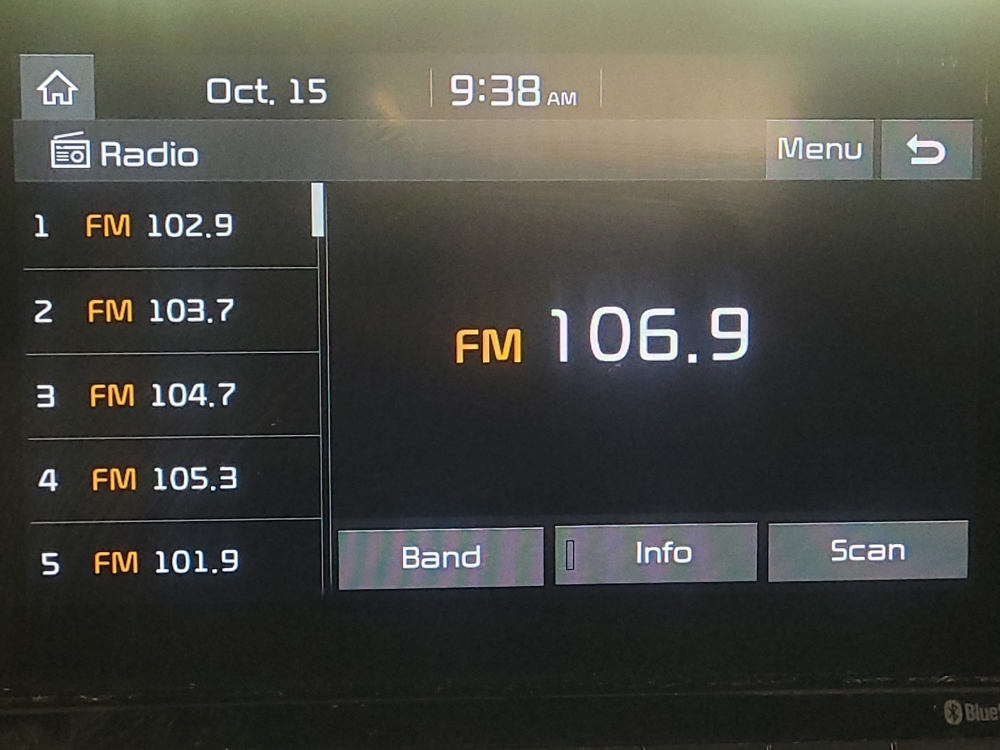 Oct. 15 9:38 AM
Radio Menu
1 FM 102.9
2 FM 103.7
3 FM 104.7
4 FM 105.3
5 FM 101.9
FM 106.9
Band Info Scan